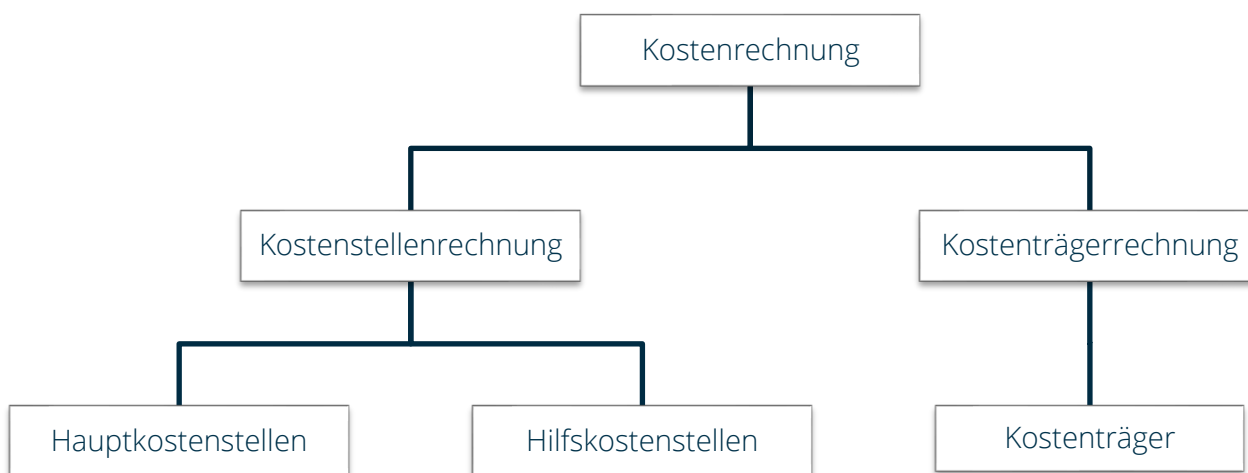 Kostenrechnung
Kostenstellenrechnung
Kostenträgerrechnung
Hauptkostenstellen
Hilfskostenstellen
Kostenträger